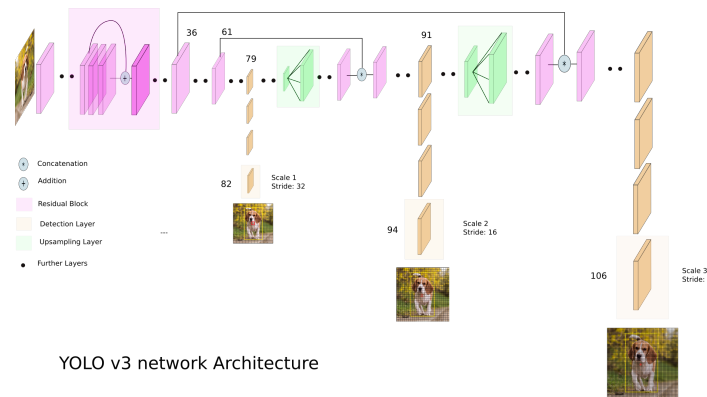 36
61
79
91
82
Scale 1
Stride: 32
94
Scale 2
Stride: 16
106
Scale 3
Stride:
*
+
*
*
* Concatenation
+ Addition
Residual Block
Detection Layer
Upsampling Layer
Further Layers
---
YOLO v3 network Architecture